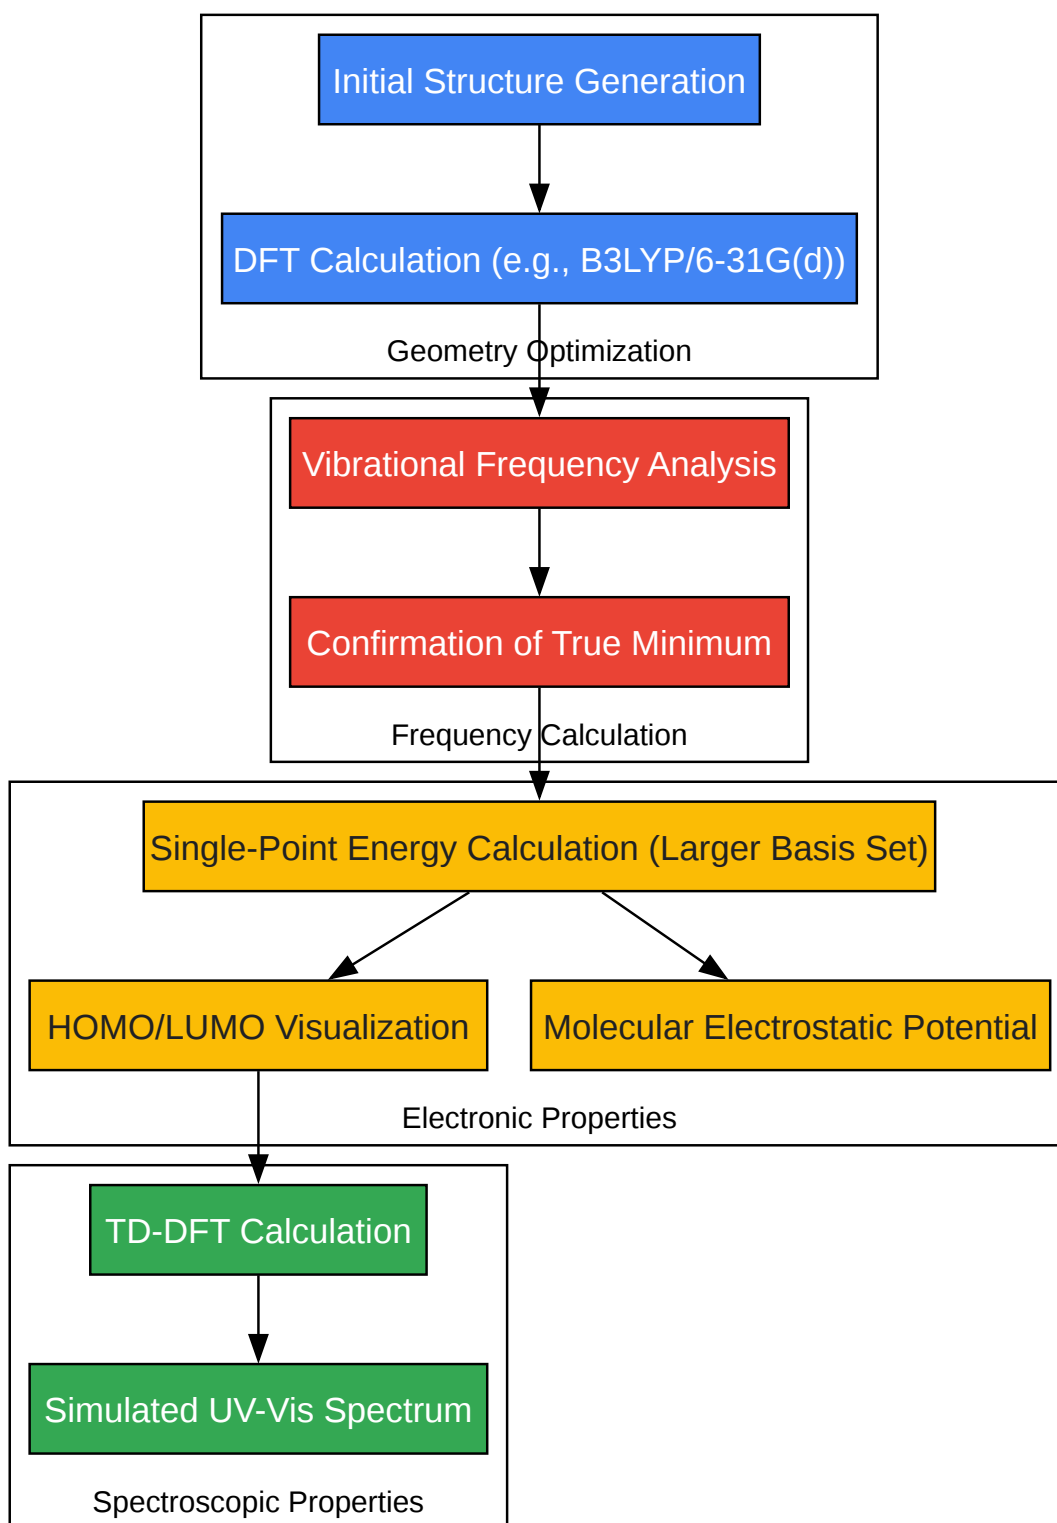 Initial Structure Generation
DFT Calculation (e.g., B3LYP/6-31G(d))
Geometry Optimization
Vibrational Frequency Analysis
Confirmation of True Minimum
Frequency Calculation
Single-Point Energy Calculation (Larger Basis Set)
HOMO/LUMO Visualization
Molecular Electrostatic Potential
Electronic Properties
TD-DFT Calculation
Simulated UV-Vis Spectrum
Spectroscopic Properties